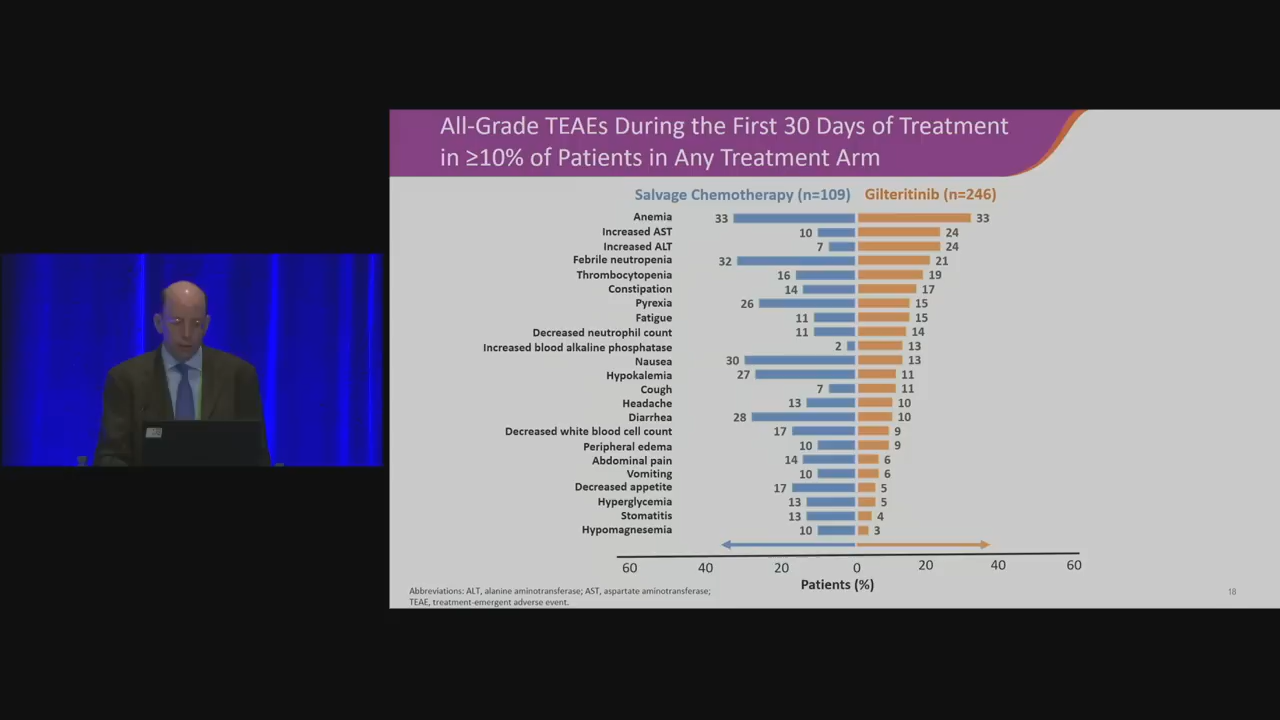 All-Grade TEAEs During the First 30 Days of Treatment
in ≥10% of Patients in Any Treatment Arm
Salvage Chemotherapy (n=109) Gilteritinib (n=246)
Anemia 33 33
Increased AST 10 24
Increased ALT 7 24
Febrile neutropenia 32 21
Thrombocytopenia 16 19
Constipation 14 17
Pyrexia 26 15
Fatigue 11 15
Decreased neutrophil count 11 14
Increased blood alkaline phosphatase 2 13
Nausea 30 13
Hypokalemia 27 11
Cough 7 11
Headache 13 10
Diarrhea 28 10
Decreased white blood cell count 17 9
Peripheral edema 10 9
Abdominal pain 14 6
Vomiting 10 6
Decreased appetite 17 5
Hyperglycemia 13 5
Stomatitis 13 4
Hypomagnesemia 10 3
60 40 20 0 20 40 60
Patients (%)
Abbreviations: ALT, alanine aminotransferase; AST, aspartate aminotransferase;
TEAE, treatment-emergent adverse event.
18